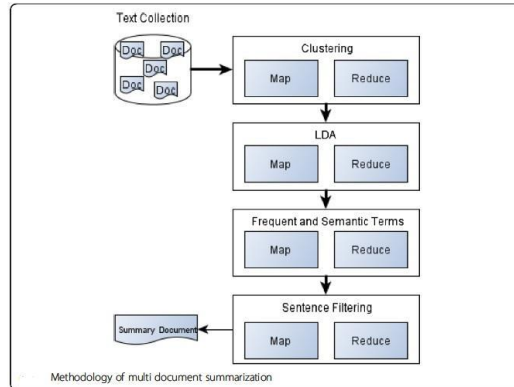 Text Collection
Doc Doc
Doc
Doc Doc
Clustering
Map Reduce
LDA
Map Reduce
Frequent and Semantic Terms
Map Reduce
Sentence Filtering
Map Reduce
Summary Document
Methodology of multi document summarization